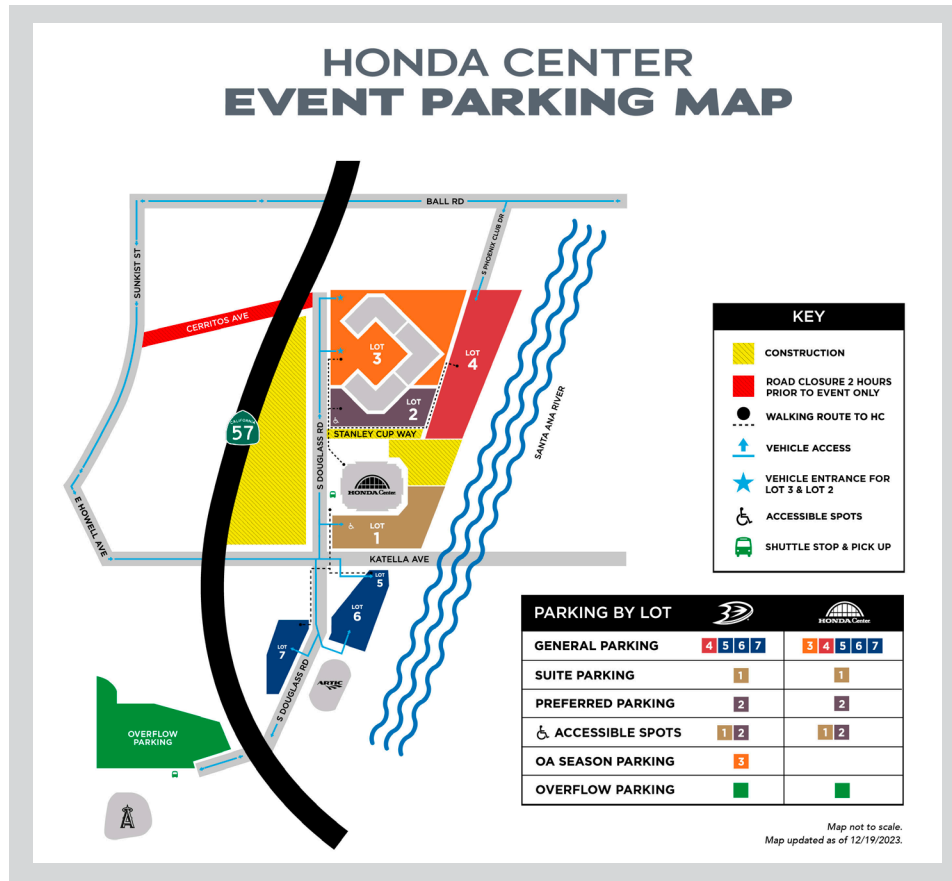 HONDA CENTER
EVENT PARKING MAP
BALL RD
S PHOENIX CLUB DR
SUNKIST ST
CERRITOS AVE
LOT
3
LOT
4
LOT
2
STANLEY CUP WAY
CALIFORNIA
57
S DOUGLASS RD
SANTA ANA RIVER
HONDA Center
LOT
1
E HOWELL AVE
KATELLA AVE
LOT
5
LOT
6
LOT
7
ARTIC
S DOUGLASS RD
OVERFLOW
PARKING
A
KEY
CONSTRUCTION
ROAD CLOSURE 2 HOURS
PRIOR TO EVENT ONLY
WALKING ROUTE TO HC
VEHICLE ACCESS
VEHICLE ENTRANCE FOR
LOT 3 & LOT 2
ACCESSIBLE SPOTS
SHUTTLE STOP & PICK UP
PARKING BY LOT HONDA Center
GENERAL PARKING 4 5 6 7 3 4 5 6 7
SUITE PARKING 1 1
PREFERRED PARKING 2 2
ACCESSIBLE SPOTS 1 2 1 2
OA SEASON PARKING 3
OVERFLOW PARKING
Map not to scale.
Map updated as of 12/19/2023.